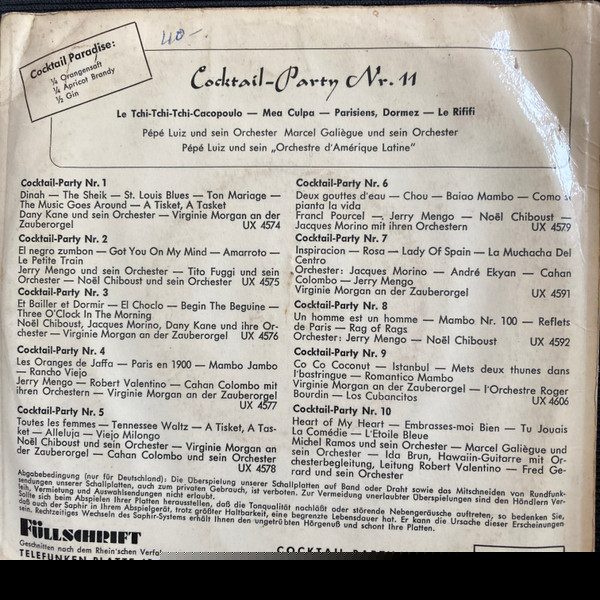 40.-
Cocktail Paradise:
¼ Orangensaft
¼ Apricot Brandy
½ Gin
Cocktail-Party Nr. 11
Le Tchi-Tchi-Tchi-Cacopoulo — Mea Culpa — Parisiens, Dormez — Le Rififi
Pépé Luiz und sein Orchester Marcel Galiègue und sein Orchester
Pépé Luiz und sein „Orchestre d'Amérique Latine"
Cocktail-Party Nr. 1
Dinah — The Sheik — St. Louis Blues — Ton Mariage —
The Music Goes Around — A Tisket, A Tasket
Dany Kane und sein Orchester — Virginie Morgan an der
Zauberorgel UX 4574
Cocktail-Party Nr. 2
El negro zumbon — Got You On My Mind — Amarroto —
Le Petite Train
Jerry Mengo und sein Orchester — Tito Fuggi und sein
Orchester — Noël Chiboust und sein Orchester UX 4575
Cocktail-Party Nr. 3
Et Bailler et Dormir — El Choclo — Begin The Beguine —
Three O'Clock In The Morning
Noël Chiboust, Jacques Morino, Dany Kane und ihre Or-
chester — Virginie Morgan an der Zauberorgel UX 4576
Cocktail-Party Nr. 4
Les Oranges de Jaffa — Paris en 1900 — Mambo Jambo
— Rancho Viejo
Jerry Mengo — Robert Valentino — Cahan Colombo mit
ihren Orchestern — Virginie Morgan an der Zauberorgel
UX 4577
Cocktail-Party Nr. 5
Toutes les femmes — Tennessee Waltz — A Tisket, A Tas-
ket — Alleluja — Viejo Milongo
Noël Chiboust und sein Orchester — Virginie Morgan an
der Zauberorgel — Cahan Colombo und sein Orchester
UX 4578
Cocktail-Party Nr. 6
Deux gouttes d'eau — Chou — Baiao Mambo — Como se
pianta la vida
Francl Pourcel — Jerry Mengo — Noël Chiboust —
Jacques Morino mit ihren Orchestern UX 4579
Cocktail-Party Nr. 7
Inspiracion — Rosa — Lady Of Spain — La Muchacha Del
Centro
Orchester: Jacques Morino — André Ekyan — Cahan
Colombo — Jerry Mengo
Virginie Morgan an der Zauberorgel UX 4591
Cocktail-Party Nr. 8
Un homme est un homme — Mambo Nr. 100 — Reflets
de Paris — Rag of Rags
Orchester: Jerry Mengo — Noël Chiboust UX 4592
Cocktail-Party Nr. 9
Co Co Coconut — Istanbul — Mets deux thunes dans
l'bastringue — Romantico Mambo
Virginie Morgan an der Zauberorgel — l'Orchestre Roger
Bourdin — Los Cubancitos UX 4606
Cocktail-Party Nr. 10
Heart of My Heart — Embrasses-moi Bien — Tu Jouais
La Comédie — L'Etoile Bleue
Michel Ramos und sein Orchester — Marcel Galiègue und
sein Orchester — Ida Brun, Hawaiin-Guitarre mit Or-
chesterbegleitung, Leitung Robert Valentino — Fred Ge-
rard und sein Orchester
Abgabebedingung (nur für Deutschland): Die Überspielung unserer Schallplatten auf Band oder Draht sowie das Mitschneiden von Rundfunk-
sendungen unserer Schallplatten, auch zum privaten Gebrauch, ist verboten. Zur Vermeidung unerlaubter Überspielungen sind den Händlern Ver-
leih, Vermietung und Auswahlsendungen nicht erlaubt.
Sollte sich beim Abspielen Ihrer Platten herausstellen, daß die Tonqualität nachläßt oder störende Nebengeräusche auftreten, so bedenken Sie,
daß auch der Saphir in Ihrem Abspielgerät, trotz größter Haltbarkeit, eine begrenzte Lebensdauer hat. Er kann die Ursache dieser Erscheinungen
sein. Rechtzeitiges Wechseln des Saphir-Systems erhält Ihnen den ungetrübten Hörgenuß und schont Ihre Platten.
FÜLLSCHRIFT
Geschnitten nach dem Rhein'schen Verfa
TELEFUNKEN PLATTE
COCKTAIL PARTY